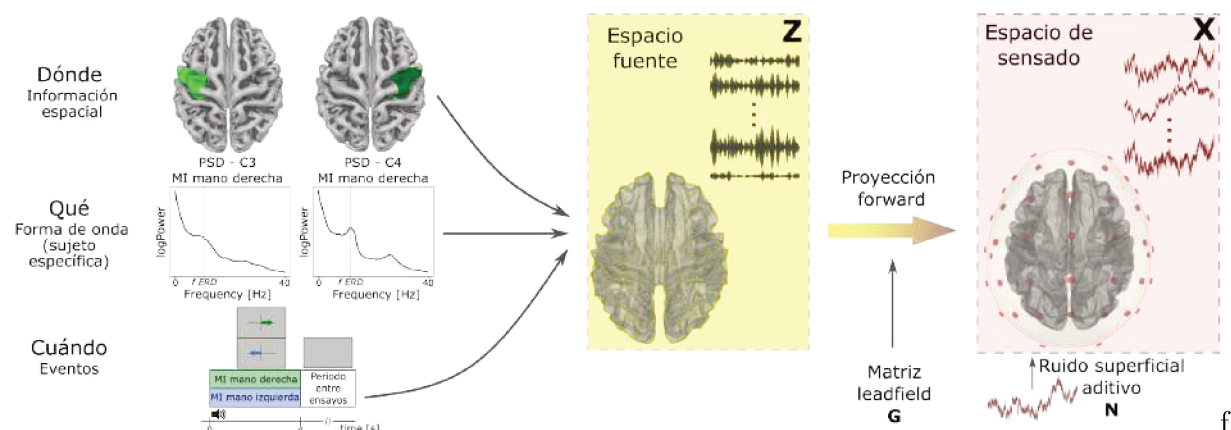 Dónde
Información
espacial
PSD - C3
MI mano derecha
PSD - C4
MI mano derecha
Qué
Forma de onda
(sujeto
específica)
logPower
0
f ERD
40
Frequency [Hz]
logPower
0
f ERD
40
Frequency [Hz]
Cuándo
Eventos
MI mano derecha
MI mano izquierda
Periodo
entre
ensayos
0
//
time [s]
Espacio
fuente
Z
Proyección
forward
Matriz
leadfield
G
Espacio de
sensado
X
Ruido superficial
aditivo
N
f